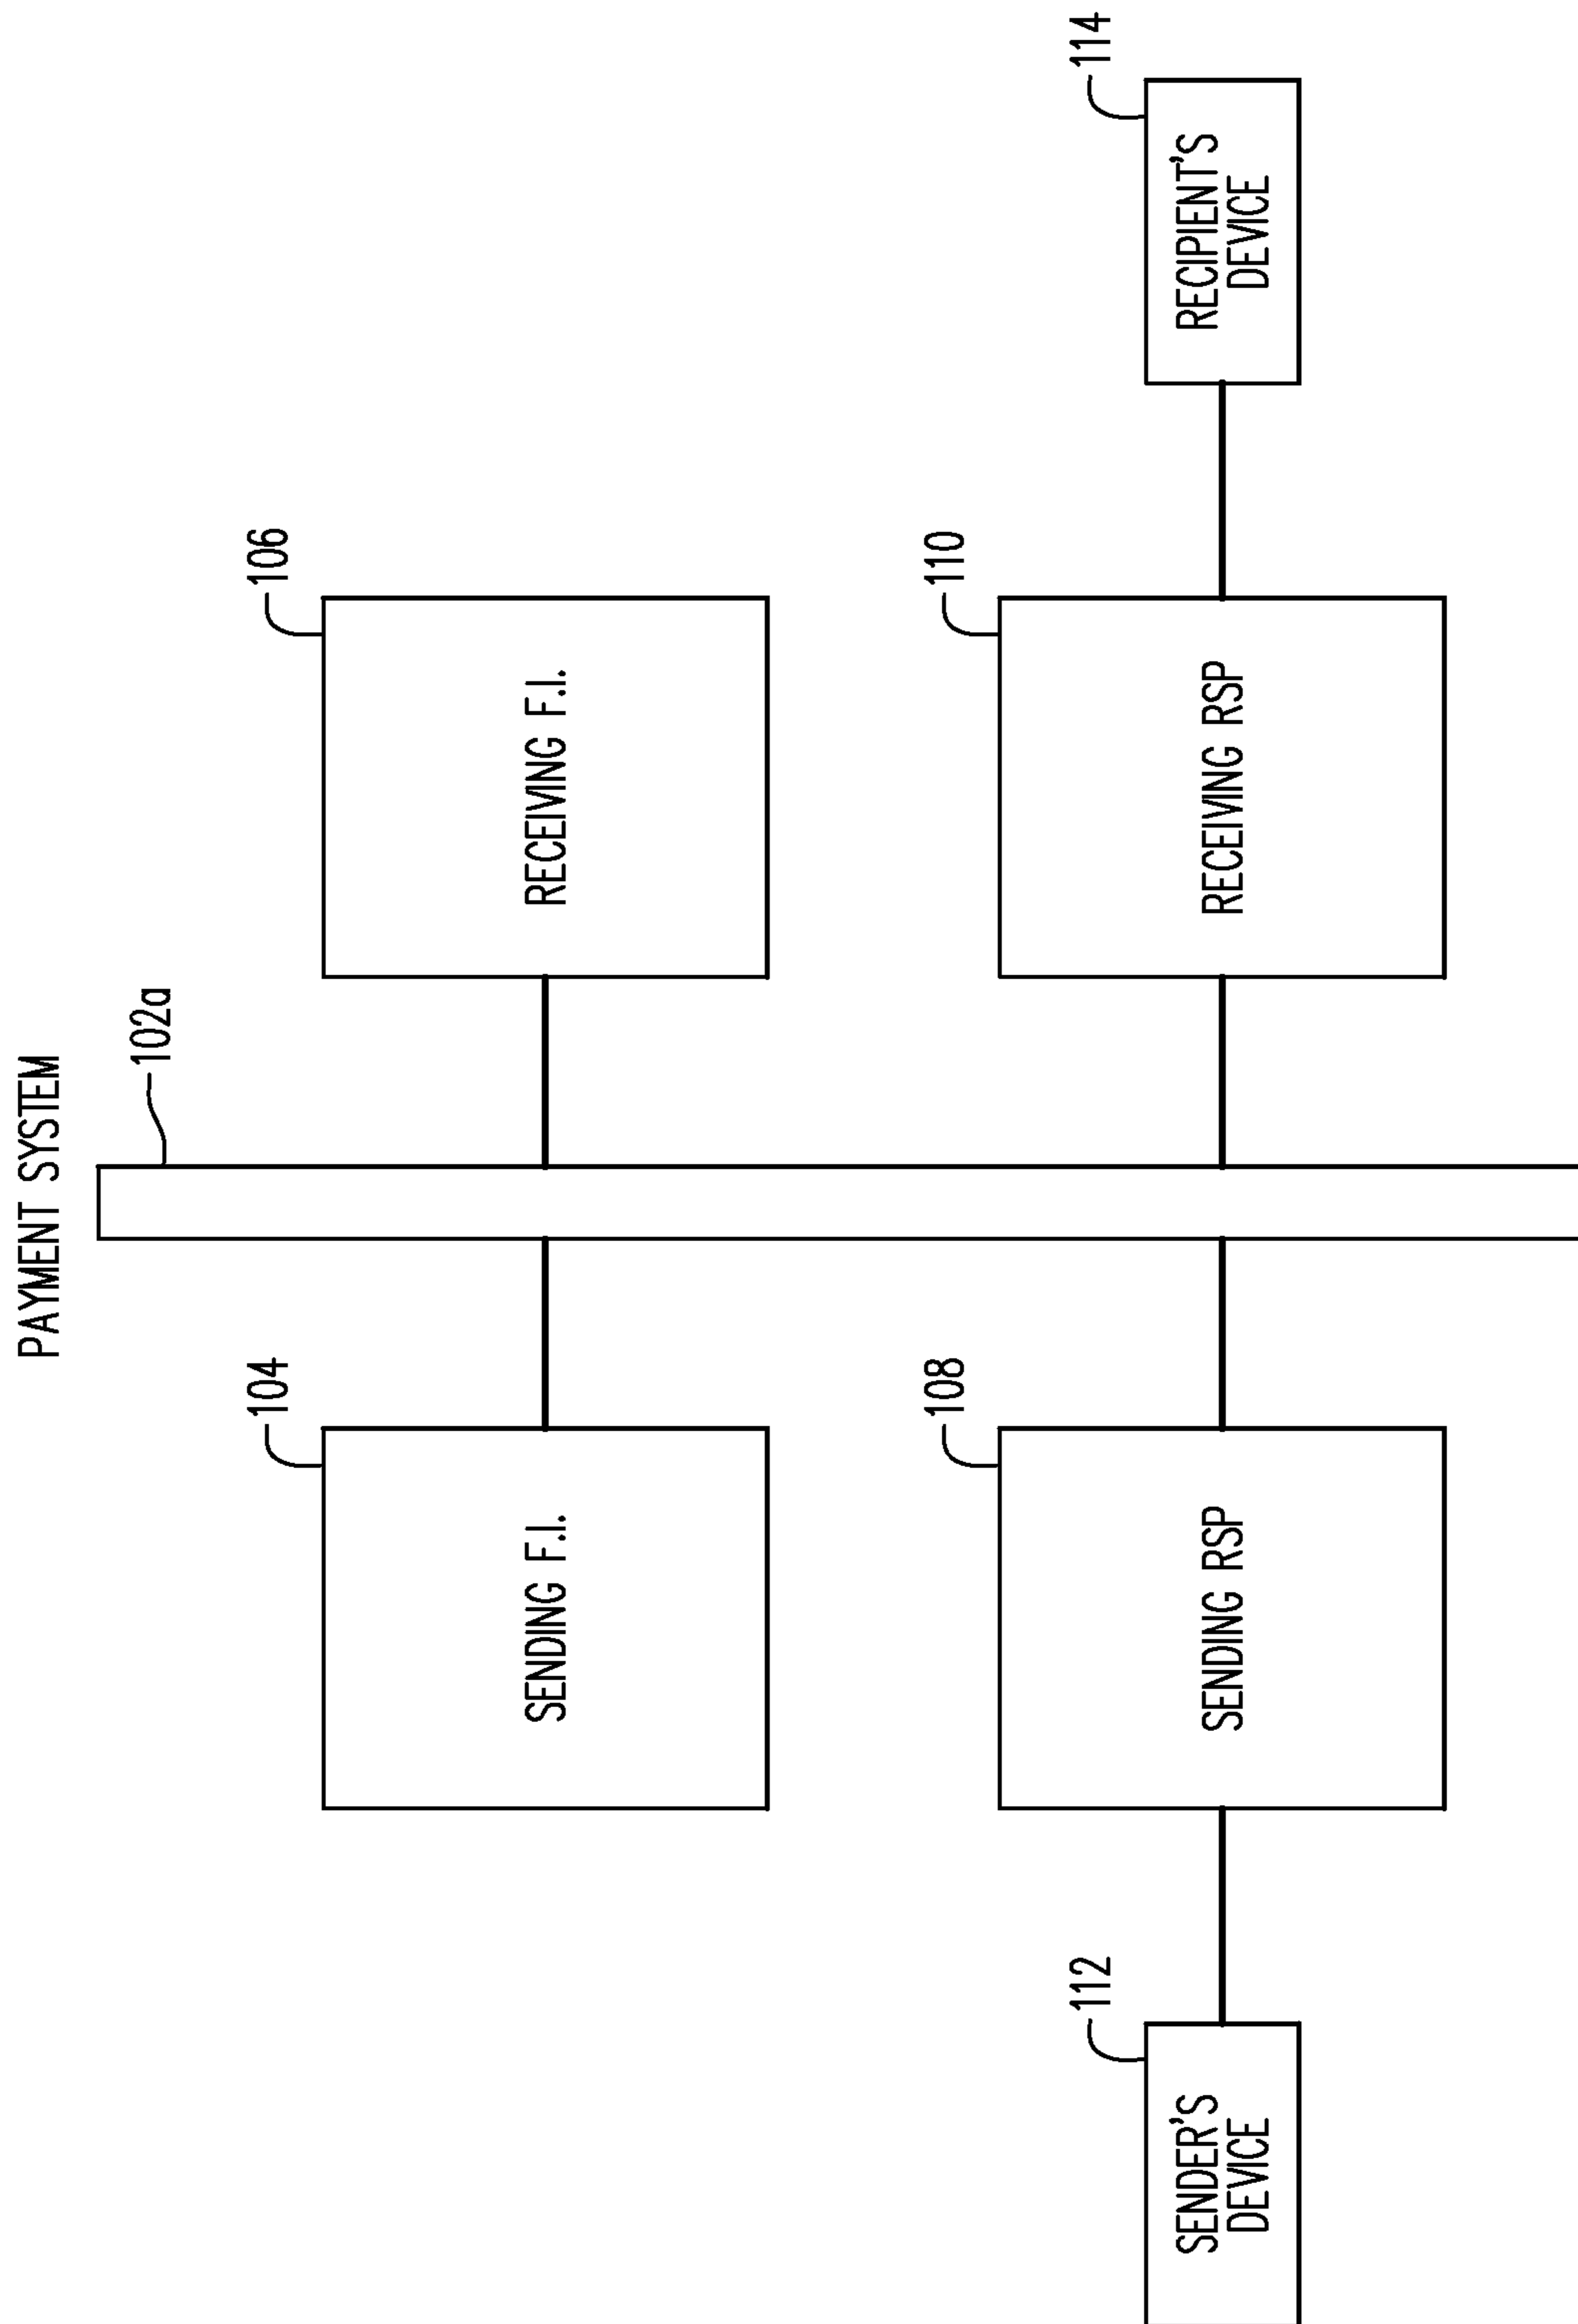 PAYMENT SYSTEM
102a
104
106
SENDING F.I.
RECEIVING F.I.
108
110
112
114
SENDER'S
DEVICE
SENDING RSP
RECEIVING RSP
RECIPIENT'S
DEVICE